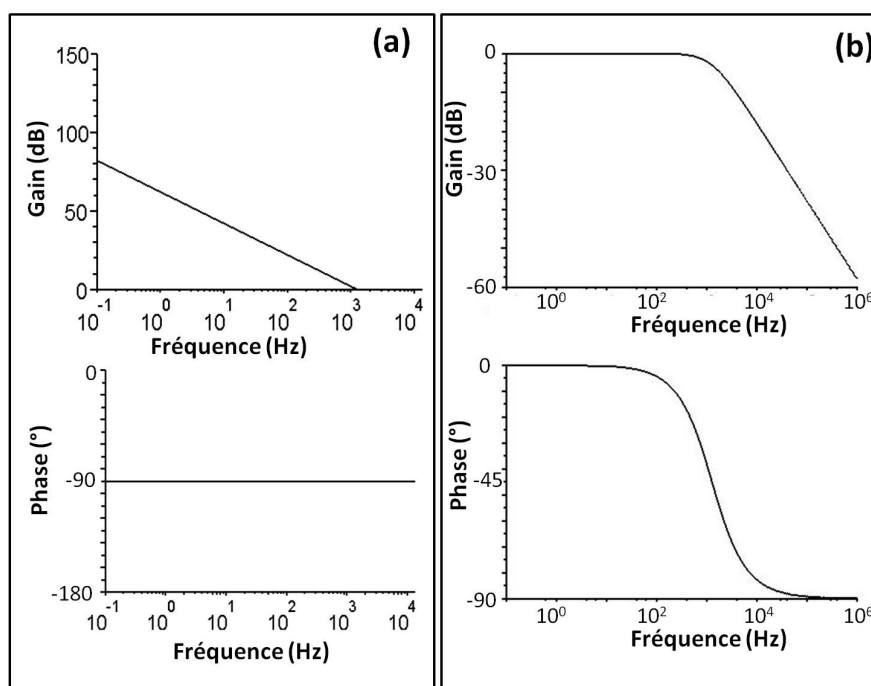 (a)
150
100
50
0
Gain (dB)
10^-1 10^0 10^1 10^2 10^3 10^4
Fréquence (Hz)
0
-90
-180
Phase (°)
10^-1 10^0 10^1 10^2 10^3 10^4
Fréquence (Hz)
(b)
0
-30
-60
Gain (dB)
10^0 10^2 10^4 10^6
Fréquence (Hz)
0
-45
-90
Phase (°)
10^0 10^2 10^4 10^6
Fréquence (Hz)